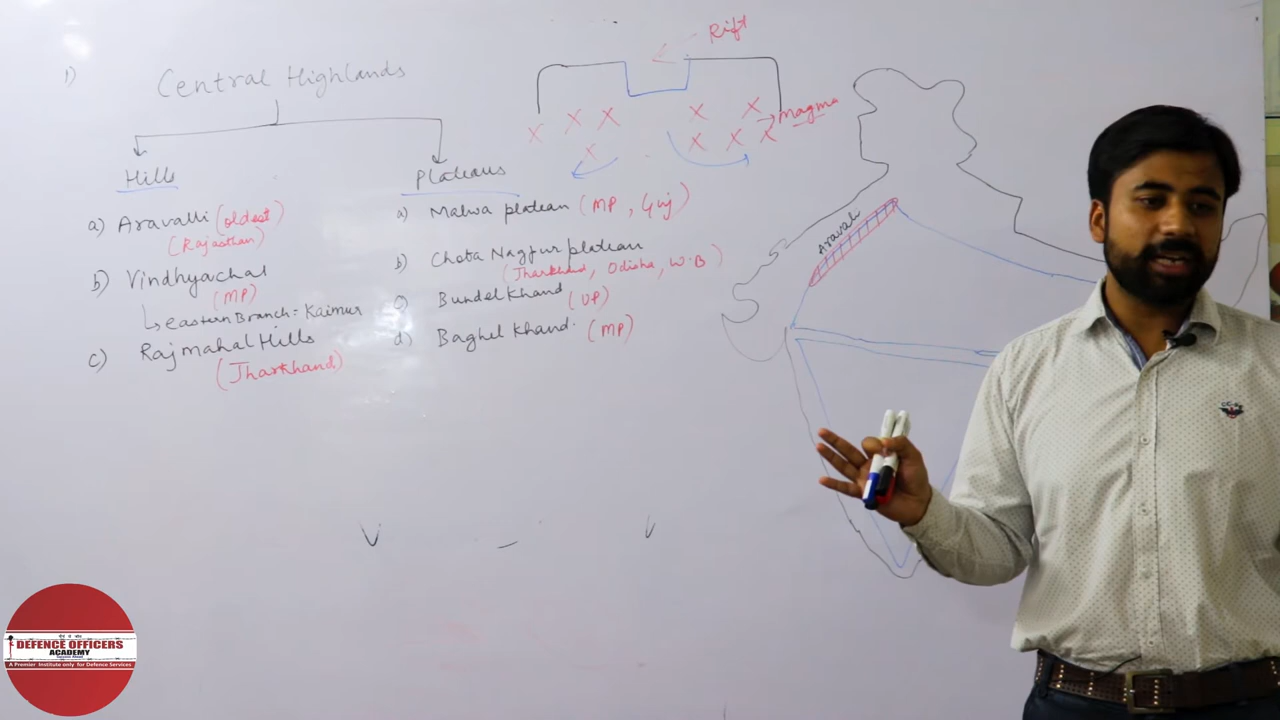 1)
Central Highlands
Hills
a) Aravalli (oldest)
(Rajasthan)
b) Vindhyachal
(MP)
eastern Branch: Kaimur
c) Rajmahal Hills
(Jharkhand)
Plateaus
a) Malwa plateau (MP, Guj)
b) Chota Nagpur plateau
(Jharkhand, Odisha, W.B)
c) Bundelkhand (UP)
d) Baghelkhand. (MP)
Rift
X X X X X X X X X
magma
Aravali
DEFENCE OFFICERS
ACADEMY
A Premier Institute only for Defence Services